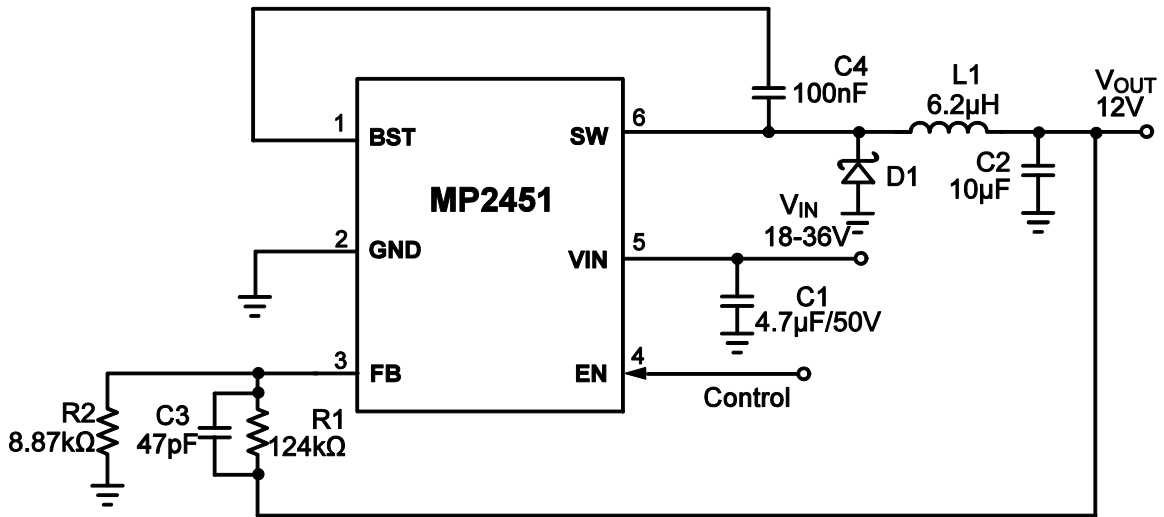 C4
100nF
L1
6.2µH
VOUT
12V
1
BST
SW
6
MP2451
D1
C2
10µF
VIN
18-36V
2
GND
VIN
5
C1
4.7µF/50V
3
FB
EN
4
Control
R2
8.87kΩ
C3
47pF
R1
124kΩ